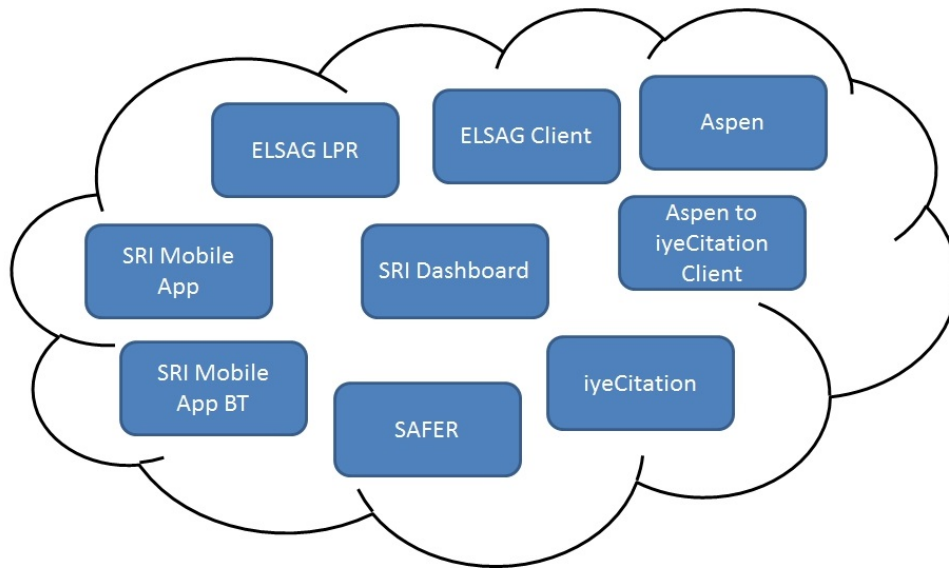 ELSAG LPR
ELSAG Client
Aspen
SRI Mobile
App
SRI Dashboard
Aspen to
iyeCitation
Client
SRI Mobile
App BT
SAFER
iyeCitation